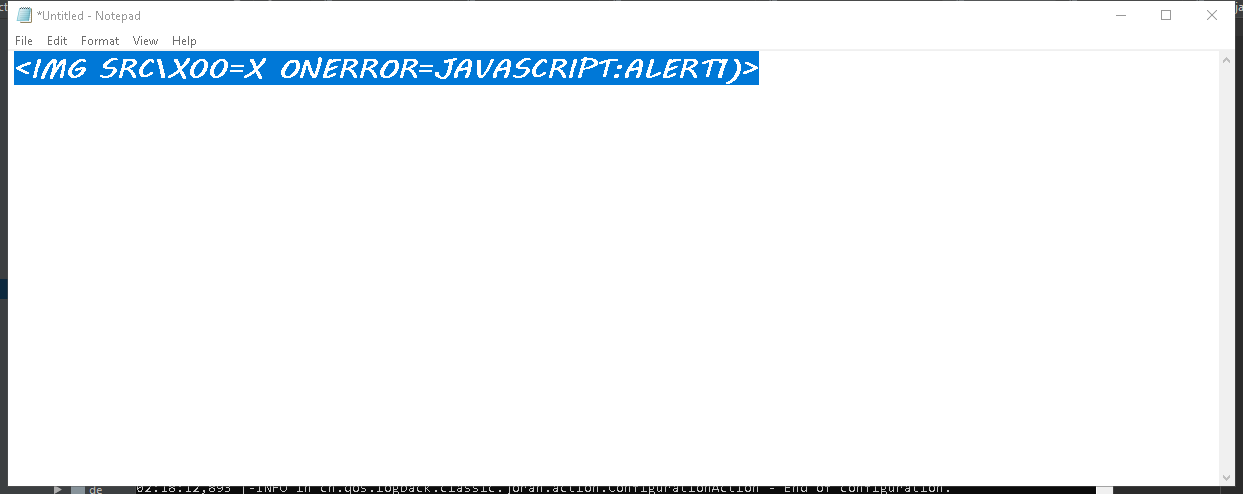 *Untitled - Notepad
File Edit Format View Help
<IMG SRC\X00=X ONERROR=JAVASCRIPT:ALERT1)>
de 02:18:12,893 |-INFO in ch.qos.logback.classic.joran.action.ConfigurationAction - End of configuration.